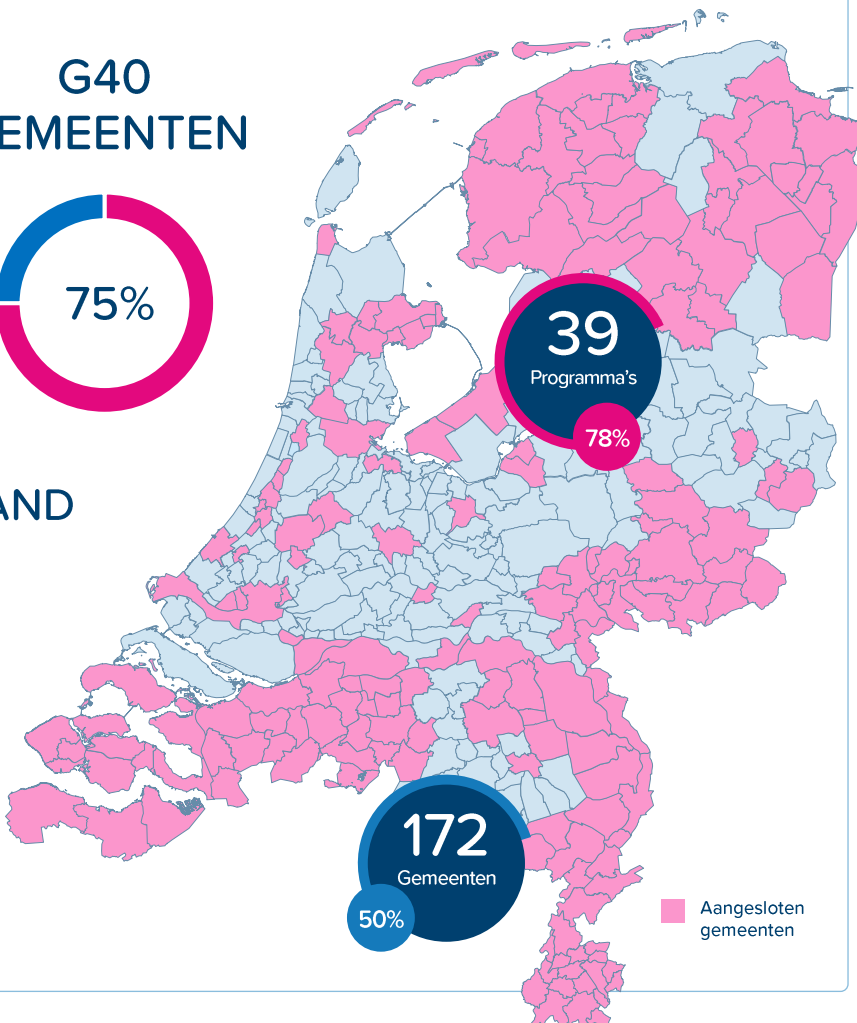 G40
EMEENTEN
75%
39
Programma's
78%
AND
172
Gemeenten
50%
Aangesloten
gemeenten